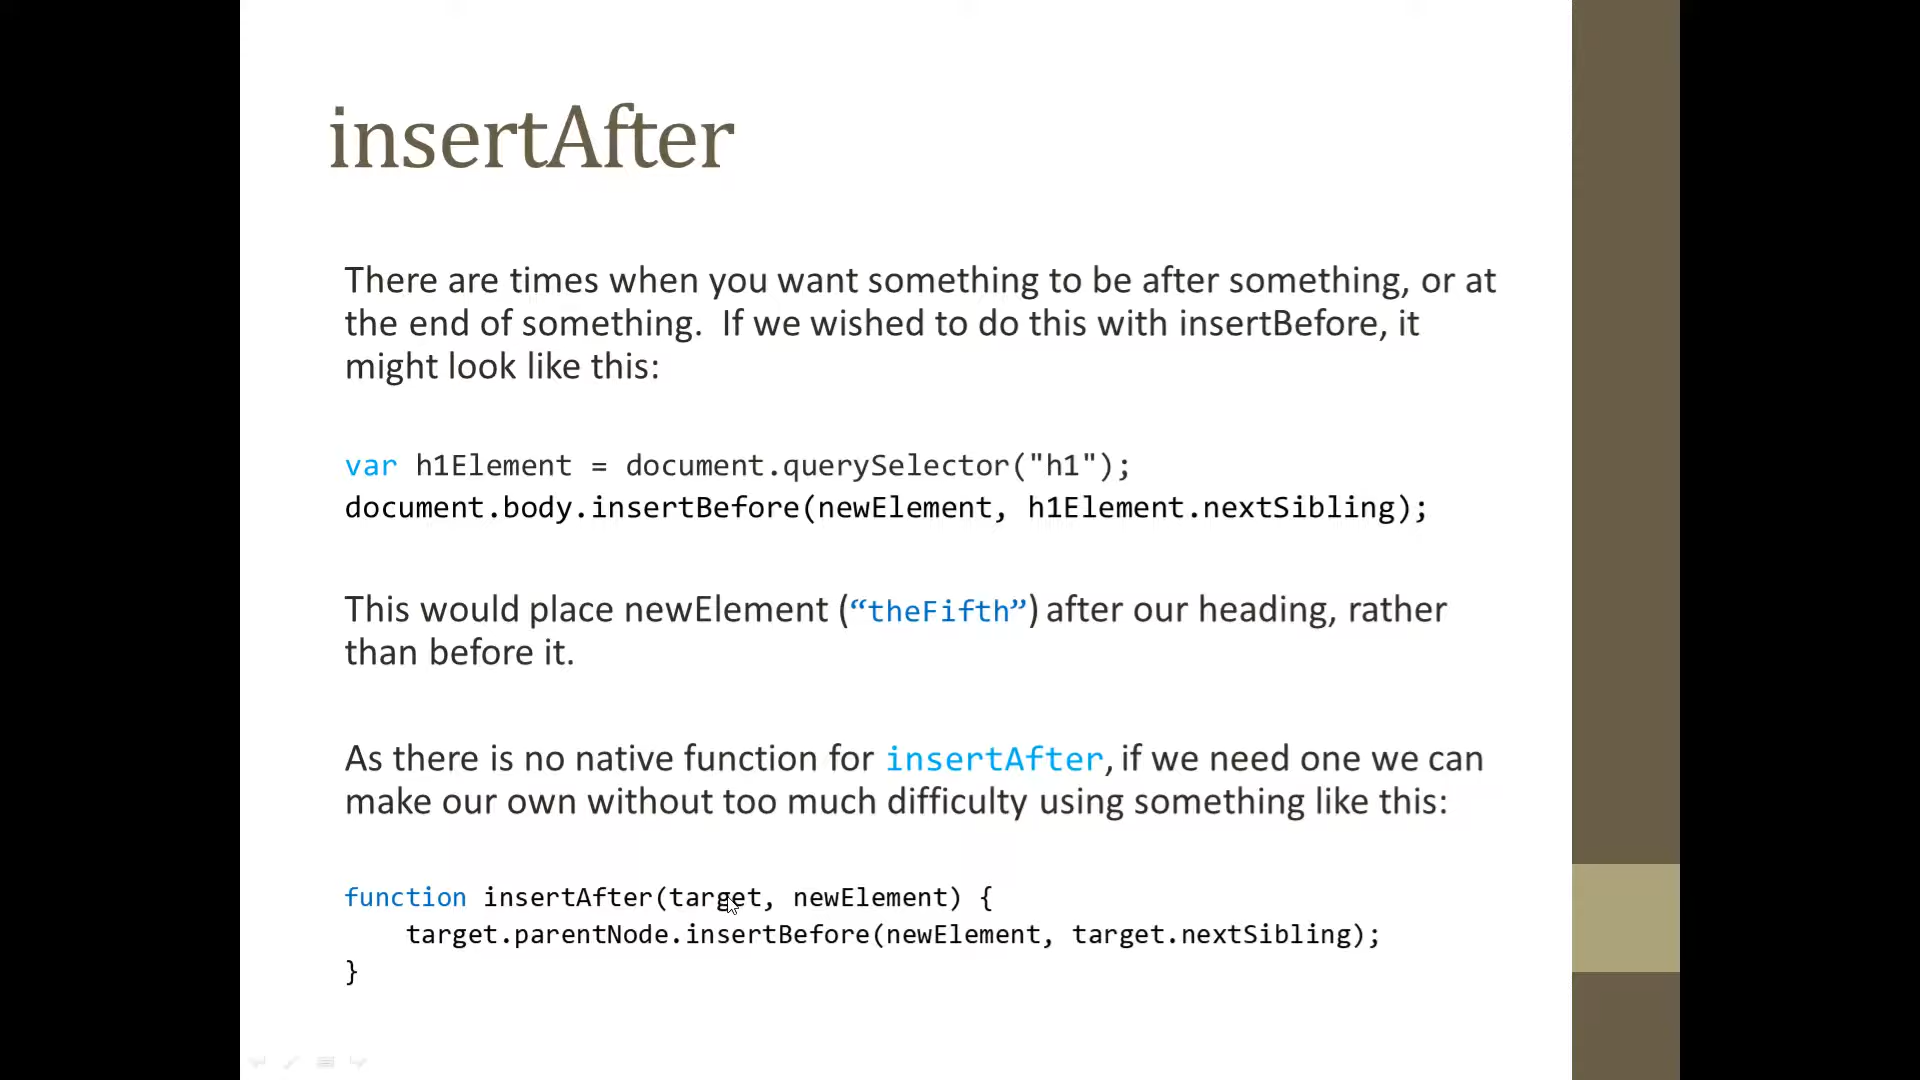 insertAfter
There are times when you want something to be after something, or at
the end of something.  If we wished to do this with insertBefore, it
might look like this:
var h1Element = document.querySelector("h1");
document.body.insertBefore(newElement, h1Element.nextSibling);
This would place newElement (“theFifth”) after our heading, rather
than before it.
As there is no native function for insertAfter, if we need one we can
make our own without too much difficulty using something like this:
function insertAfter(target, newElement) {
    target.parentNode.insertBefore(newElement, target.nextSibling);
}